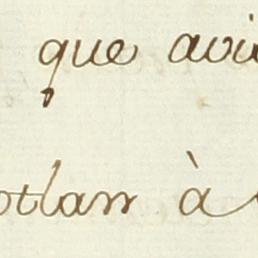 que avi
otlan à